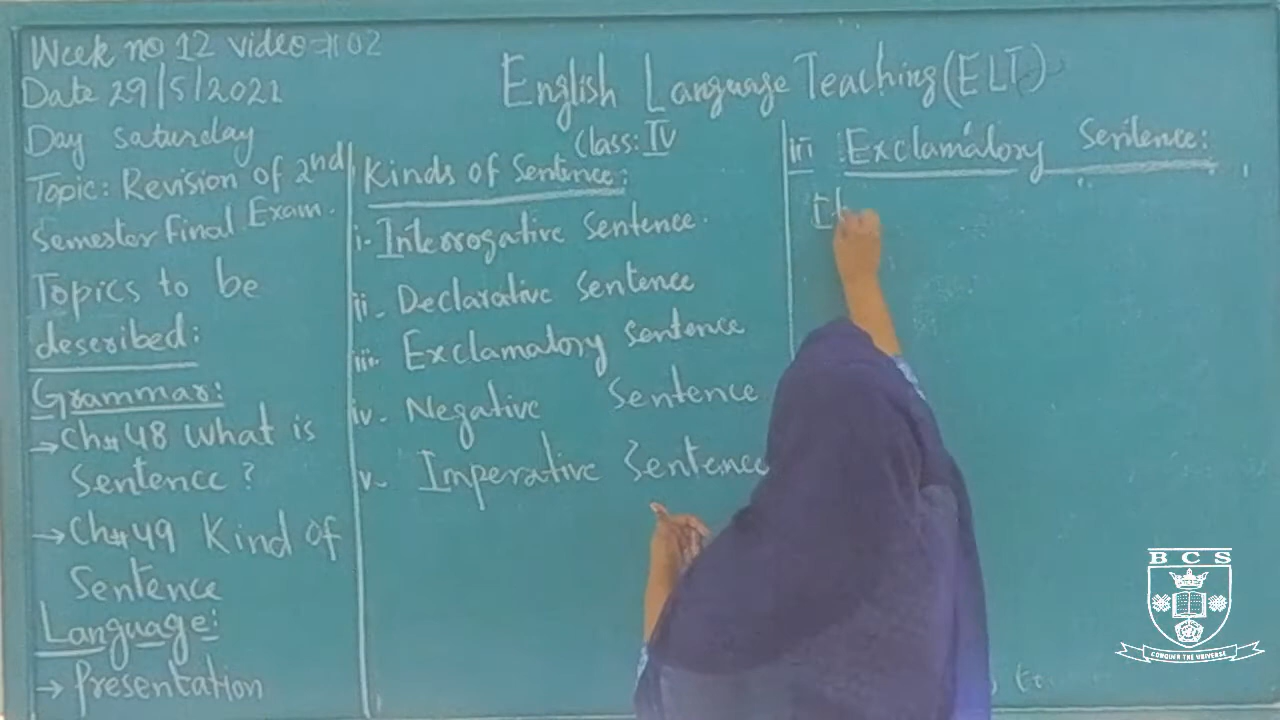 Week no 12 video # 02
Date 29/5/2021
Day Saturday
Topic: Revision of 2nd
Semester Final Exam.
Topics to be
described:
Grammar:
→ Ch# 48 What is
Sentence?
→ Ch# 49 Kind of
Sentence
Language:
→ Presentation
English Language Teaching (ELT)
Class: IV
Kinds of Sentence:
i. Interrogative Sentence.
ii. Declarative Sentence
iii. Exclamatory Sentence
iv. Negative Sentence
v. Imperative Sentence
iii Exclamatory Sentence:
BCS
CONQUER THE UNIVERSE